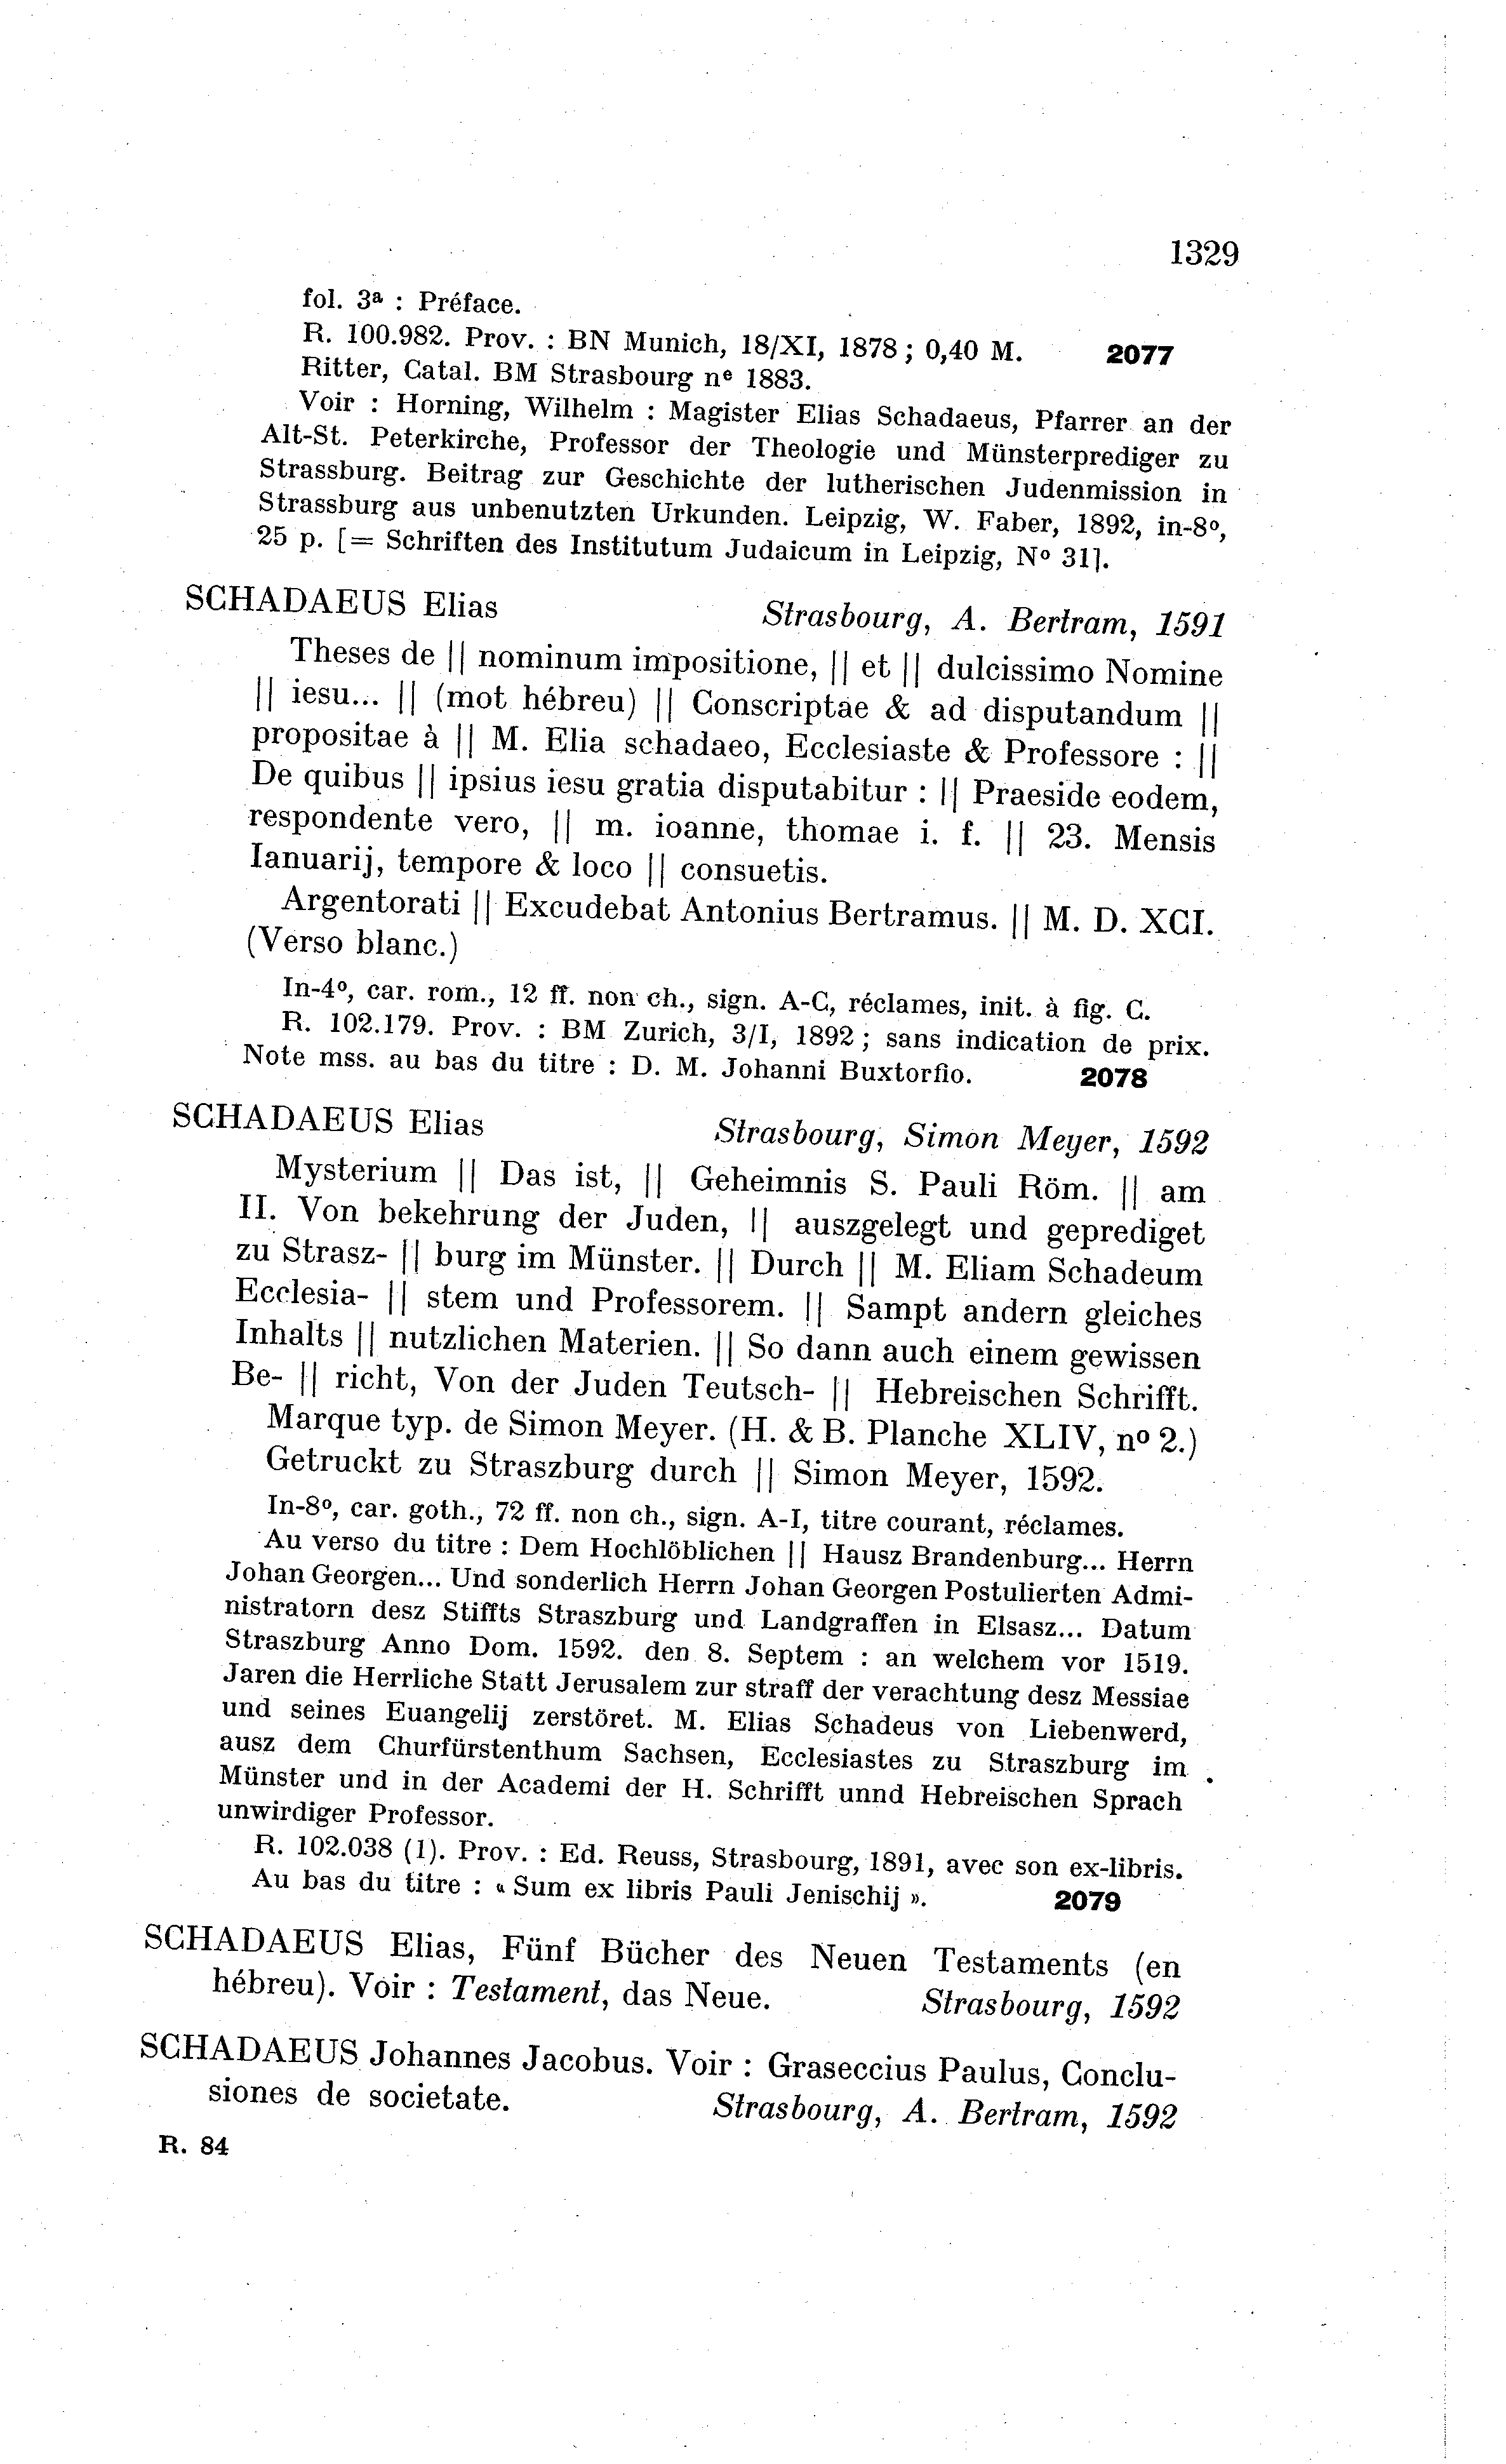 1329
fol. 3a : Préface.
R. 100.982. Prov. : BN Munich, 18/XI, 1878 ; 0,40 M. 2077
Ritter, Catal. BM Strasbourg no 1883.
Voir : Horning, Wilhelm : Magister Elias Schadaeus, Pfarrer an der
Alt-St. Peterkirche, Professor der Theologie und Münsterprediger zu
Strassburg. Beitrag zur Geschichte der lutherischen Judenmission in
Strassburg aus unbenutzten Urkunden. Leipzig, W. Faber, 1892, in-8o,
25 p. [= Schriften des Institutum Judaicum in Leipzig, No 31].
SCHADAEUS Elias Strasbourg, A. Bertram, 1591
Theses de || nominum impositione, || et || dulcissimo Nomine
|| iesu... || (mot hébreu) || Conscriptae & ad disputandum ||
propositae à || M. Elia schadaeo, Ecclesiaste & Professore : ||
De quibus || ipsius iesu gratia disputabitur : || Praeside eodem,
respondente vero, || m. ioanne, thomae i. f. || 23. Mensis
Ianuarij, tempore & loco || consuetis.
Argentorati || Excudebat Antonius Bertramus. || M. D. XCI.
(Verso blanc.)
In-4o, car. rom., 12 ff. non ch., sign. A-C, réclames, init. à fig. C.
R. 102.179. Prov. : BM Zurich, 3/I, 1892 ; sans indication de prix.
Note mss. au bas du titre : D. M. Johanni Buxtorfio. 2078
SCHADAEUS Elias Strasbourg, Simon Meyer, 1592
Mysterium || Das ist, || Geheimnis S. Pauli Röm. || am
II. Von bekehrung der Juden, || auszgelegt und geprediget
zu Strasz- || burg im Münster. || Durch || M. Eliam Schadeum
Ecclesia- || stem und Professorem. || Sampt andern gleiches
Inhalts || nutzlichen Materien. || So dann auch einem gewissen
Be- || richt, Von der Juden Teutsch- || Hebreischen Schrifft.
Marque typ. de Simon Meyer. (H. & B. Planche XLIV, no 2.)
Getruckt zu Straszburg durch || Simon Meyer, 1592.
In-8o, car. goth., 72 ff. non ch., sign. A-I, titre courant, réclames.
Au verso du titre : Dem Hochlöblichen || Hausz Brandenburg... Herrn
Johan Georgen... Und sonderlich Herrn Johan Georgen Postulierten Admi-
nistratorn desz Stiffts Straszburg und Landgraffen in Elsasz... Datum
Straszburg Anno Dom. 1592. den 8. Septem : an welchem vor 1519.
Jaren die Herrliche Statt Jerusalem zur straff der verachtung desz Messiae
und seines Euangelij zerstöret. M. Elias Schadeus von Liebenwerd,
ausz dem Churfürstenthum Sachsen, Ecclesiastes zu Straszburg im
Münster und in der Academi der H. Schrifft unnd Hebreischen Sprach
unwirdiger Professor.
R. 102.038 (1). Prov. : Ed. Reuss, Strasbourg, 1891, avec son ex-libris.
Au bas du titre : « Sum ex libris Pauli Jenischij ». 2079
SCHADAEUS Elias, Fünf Bücher des Neuen Testaments (en
hébreu). Voir : Testament, das Neue. Strasbourg, 1592
SCHADAEUS Johannes Jacobus. Voir : Graseccius Paulus, Conclu-
siones de societate. Strasbourg, A. Bertram, 1592
R. 84